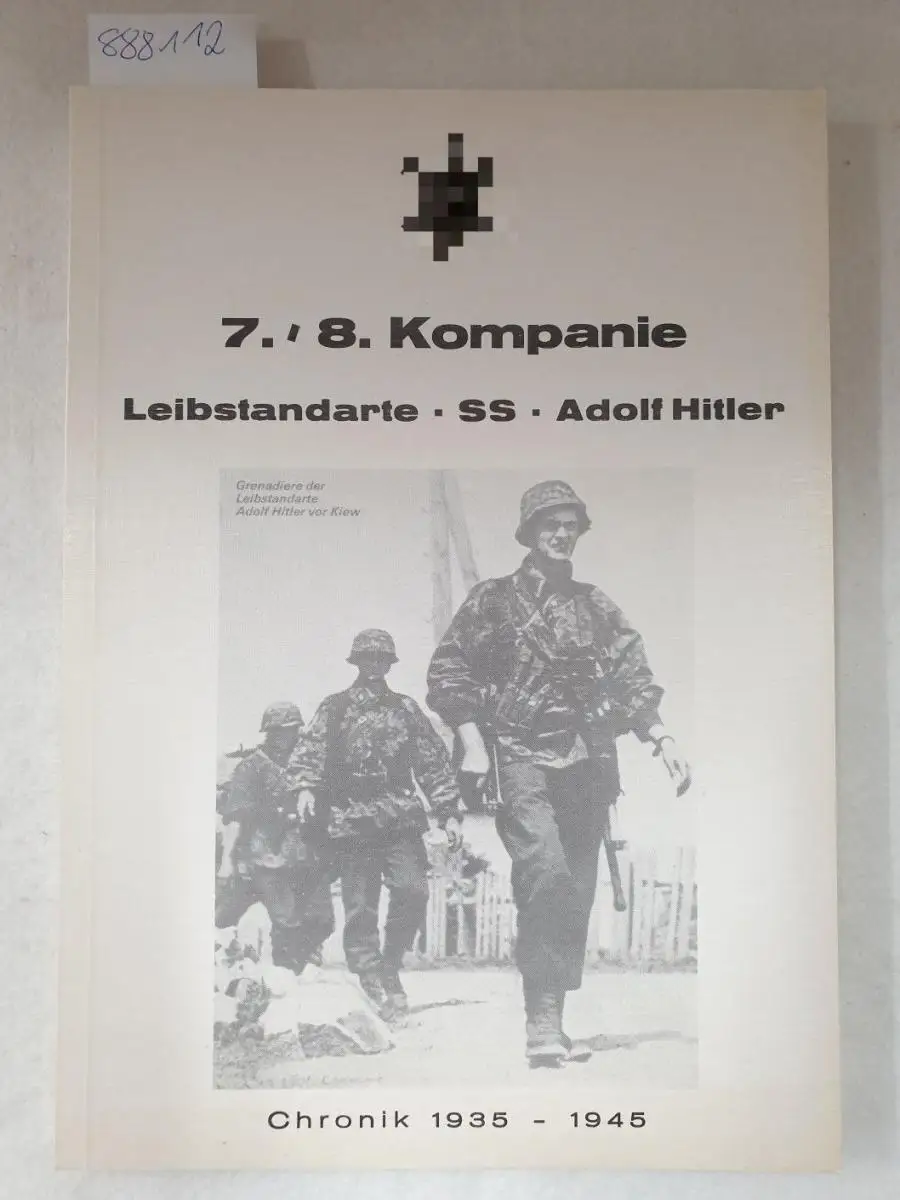 888112
7. / 8. Kompanie
Leibstandarte · SS · Adolf Hitler
Grenadiere der
Leibstandarte
Adolf Hitler vor Kiew
Chronik 1935 - 1945